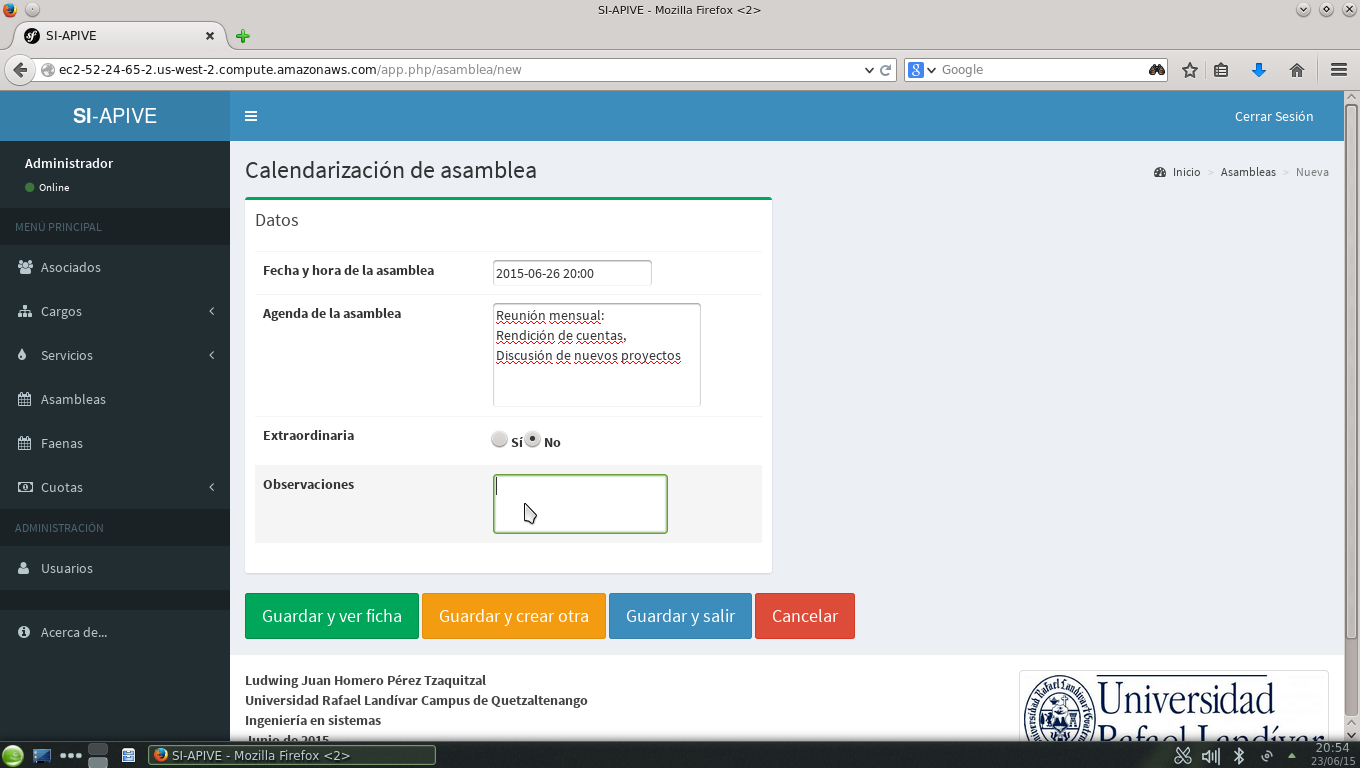 SI-APIVE - Mozilla Firefox <2>
SI-APIVE
ec2-52-24-65-2.us-west-2.compute.amazonaws.com/app.php/asamblea/new
Google
SI-APIVE
Cerrar Sesión
Administrador
Online
Calendarización de asamblea
Inicio > Asambleas > Nueva
MENÚ PRINCIPAL
Asociados
Cargos
Servicios
Asambleas
Faenas
Cuotas
ADMINISTRACIÓN
Usuarios
Acerca de...
Datos
Fecha y hora de la asamblea
2015-06-26 20:00
Agenda de la asamblea
Reunión mensual:
Rendición de cuentas,
Discusión de nuevos proyectos
Extraordinaria
Sí No
Observaciones
Guardar y ver ficha
Guardar y crear otra
Guardar y salir
Cancelar
Ludwing Juan Homero Pérez Tzaquitzal
Universidad Rafael Landívar Campus de Quetzaltenango
Ingeniería en sistemas
Junio de 2015
Universidad
Rafael Landívar
SI-APIVE - Mozilla Firefox <2>
20:54
23/06/15